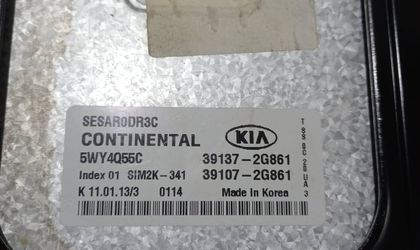 SESAR0DR3C
CONTINENTAL KIA
5WY4Q55C 39137-2G861
Index 01 SIM2K-341 39107-2G861
K 11.01.13/3 0114 Made in Korea